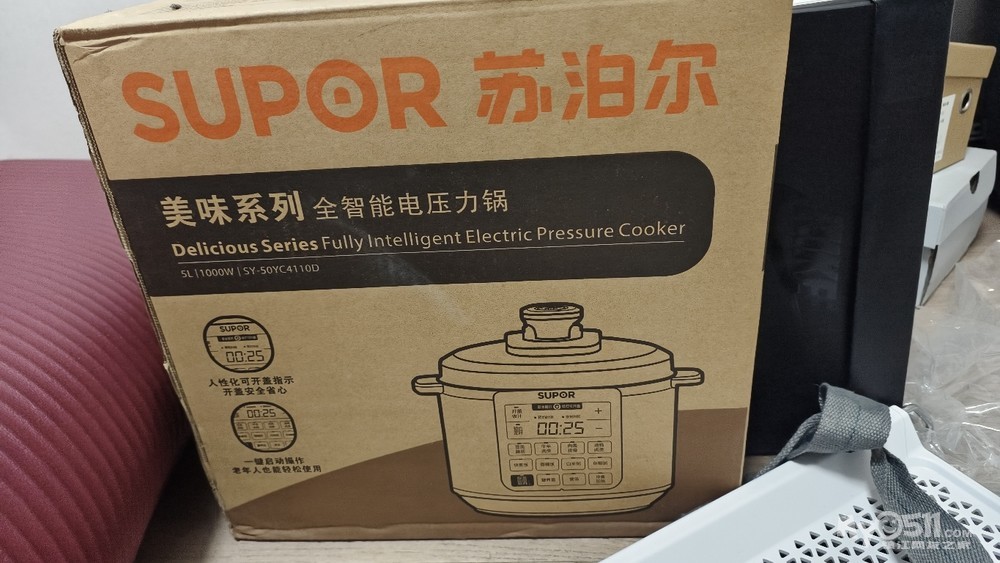 SUPOR 苏泊尔
美味系列 全智能电压力锅
Delicious Series Fully Intelligent Electric Pressure Cooker
5L | 1000W | SY-50YC4110D
SUPOR
00:25
人性化可开盖指示
开盖安全省心
00:25
一键启动操作
老年人也能轻松使用
SUPOR
00:25